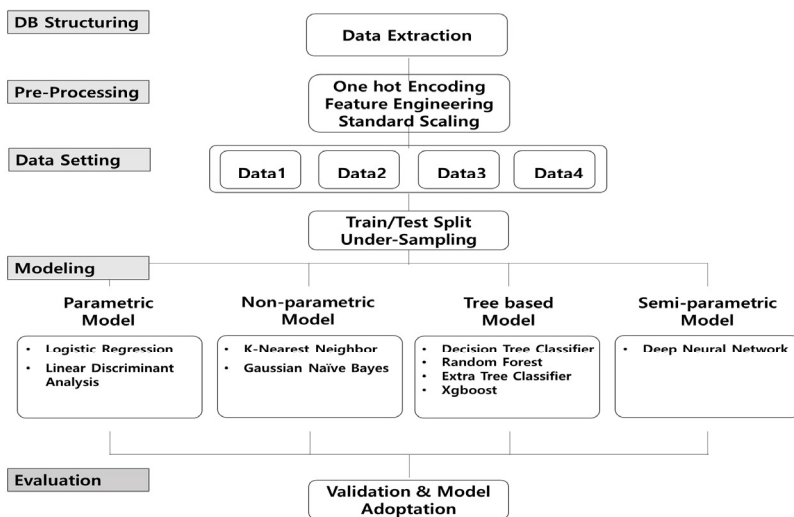 DB Structuring
Data Extraction
Pre-Processing
One hot Encoding
Feature Engineering
Standard Scaling
Data Setting
Data1
Data2
Data3
Data4
Train/Test Split
Under-Sampling
Modeling
Parametric
Model
• Logistic Regression
• Linear Discriminant
Analysis
Non-parametric
Model
• K-Nearest Neighbor
• Gaussian Naïve Bayes
Tree based
Model
• Decision Tree Classifier
• Random Forest
• Extra Tree Classifier
• Xgboost
Semi-parametric
Model
• Deep Neural Network
Evaluation
Validation & Model
Adoptation